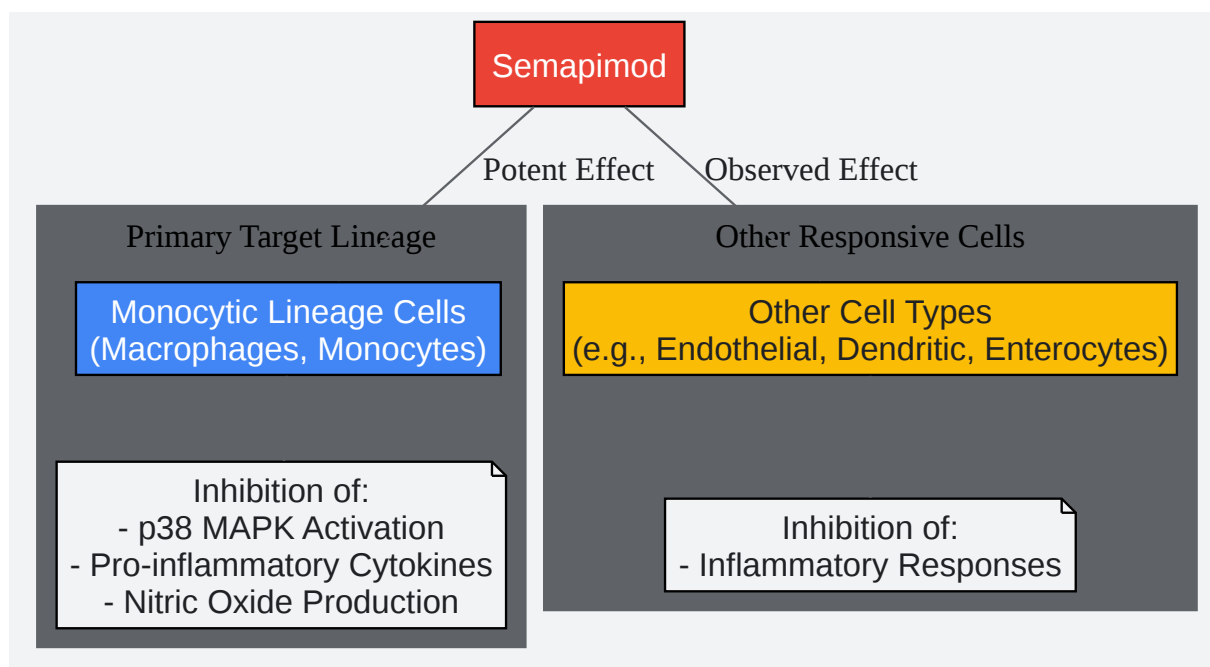 Semapimod
Potent Effect
Observed Effect
Primary Target Lineage
Monocytic Lineage Cells
(Macrophages, Monocytes)
Inhibition of:
- p38 MAPK Activation
- Pro-inflammatory Cytokines
- Nitric Oxide Production
Other Responsive Cells
Other Cell Types
(e.g., Endothelial, Dendritic, Enterocytes)
Inhibition of:
- Inflammatory Responses